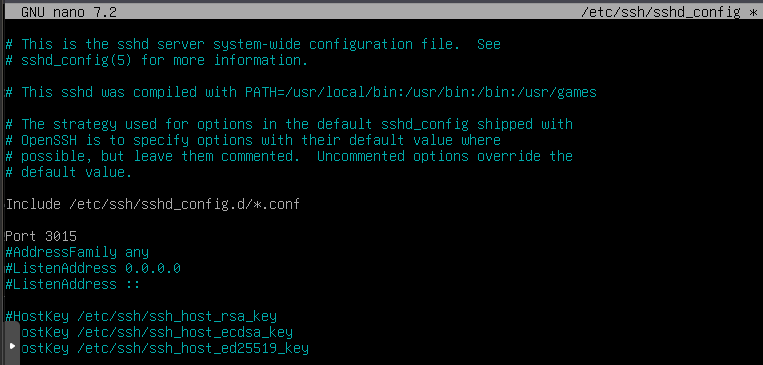 GNU nano 7.2 /etc/ssh/sshd_config *
# This is the sshd server system-wide configuration file.  See
# sshd_config(5) for more information.
# This sshd was compiled with PATH=/usr/local/bin:/usr/bin:/bin:/usr/games
# The strategy used for options in the default sshd_config shipped with
# OpenSSH is to specify options with their default value where
# possible, but leave them commented.  Uncommented options override the
# default value.
Include /etc/ssh/sshd_config.d/*.conf
Port 3015
#AddressFamily any
#ListenAddress 0.0.0.0
#ListenAddress ::
#HostKey /etc/ssh/ssh_host_rsa_key
ostKey /etc/ssh/ssh_host_ecdsa_key
ostKey /etc/ssh/ssh_host_ed25519_key